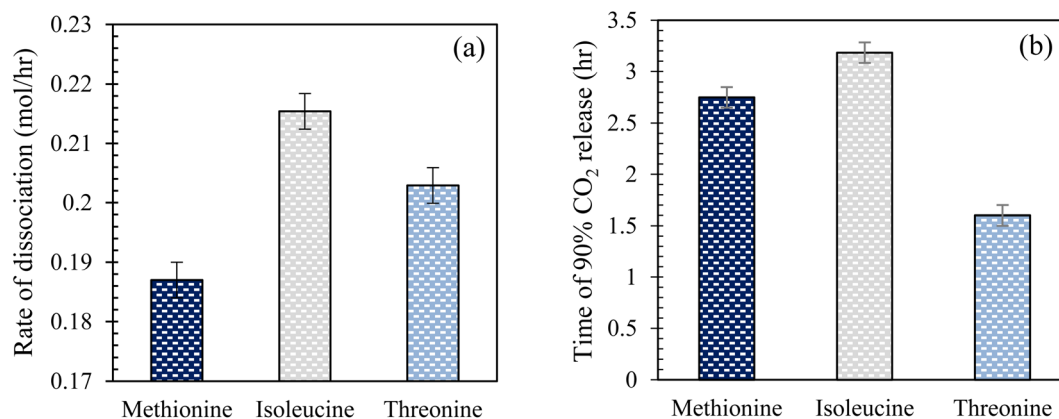 (a)
Rate of dissociation (mol/hr)
0.23
0.22
0.21
0.2
0.19
0.18
0.17
Methionine Isoleucine Threonine
(b)
Time of 90% CO₂ release (hr)
3.5
3
2.5
2
1.5
1
0.5
0
Methionine Isoleucine Threonine